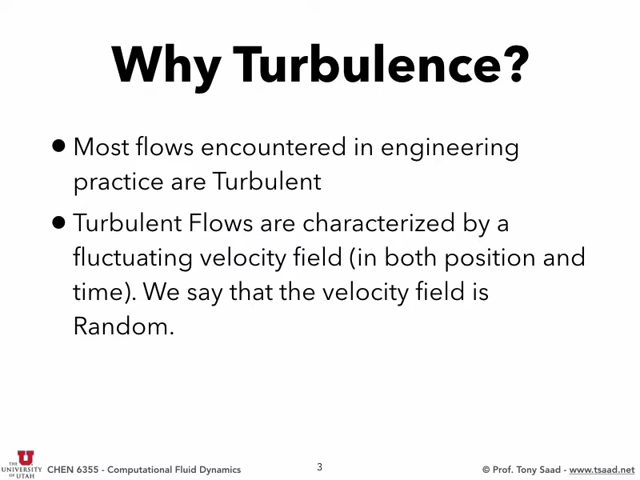 Why Turbulence?
• Most flows encountered in engineering
practice are Turbulent
• Turbulent Flows are characterized by a
fluctuating velocity field (in both position and
time). We say that the velocity field is
Random.
THE
UNIVERSITY
OF UTAH
CHEN 6355 - Computational Fluid Dynamics
3
© Prof. Tony Saad - www.tsaad.net